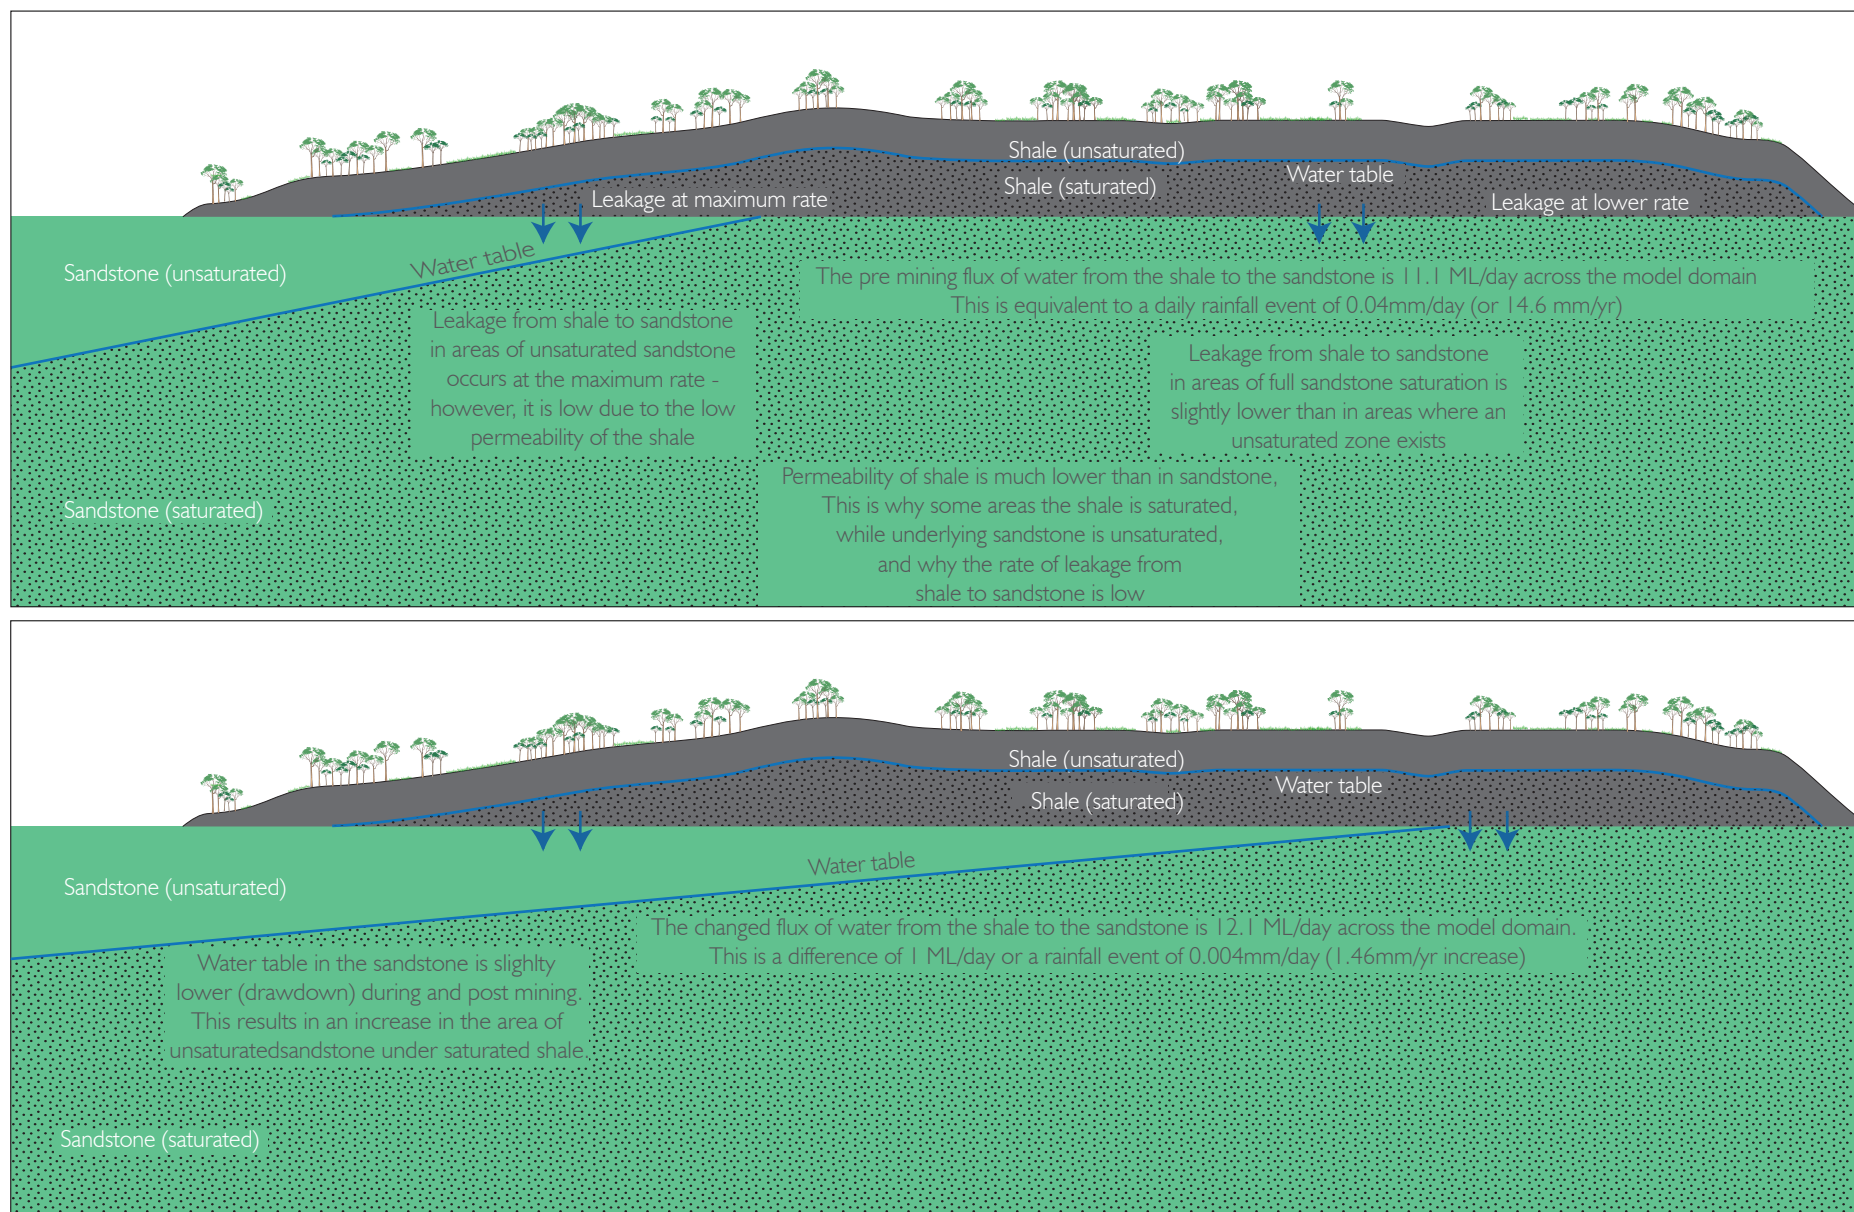 Shale (unsaturated)
Water table
Shale (saturated)
Leakage at maximum rate
Leakage at lower rate
Water table
Sandstone (unsaturated)
The pre mining flux of water from the shale to the sandstone is 11.1 ML/day across the model domain
This is equivalent to a daily rainfall event of 0.04mm/day (or 14.6 mm/yr)
Leakage from shale to sandstone
in areas of unsaturated sandstone
occurs at the maximum rate -
however, it is low due to the low
permeability of the shale
Leakage from shale to sandstone
in areas of full sandstone saturation is
slightly lower than in areas where an
unsaturated zone exists
Permeability of shale is much lower than in sandstone,
This is why some areas the shale is saturated,
while underlying sandstone is unsaturated,
and why the rate of leakage from
shale to sandstone is low
Sandstone (saturated)
Shale (unsaturated)
Water table
Shale (saturated)
Water table
Sandstone (unsaturated)
The changed flux of water from the shale to the sandstone is 12.1 ML/day across the model domain.
This is a difference of 1 ML/day or a rainfall event of 0.004mm/day (1.46mm/yr increase)
Water table in the sandstone is slighlty
lower (drawdown) during and post mining.
This results in an increase in the area of
unsaturatedsandstone under saturated shale.
Sandstone (saturated)